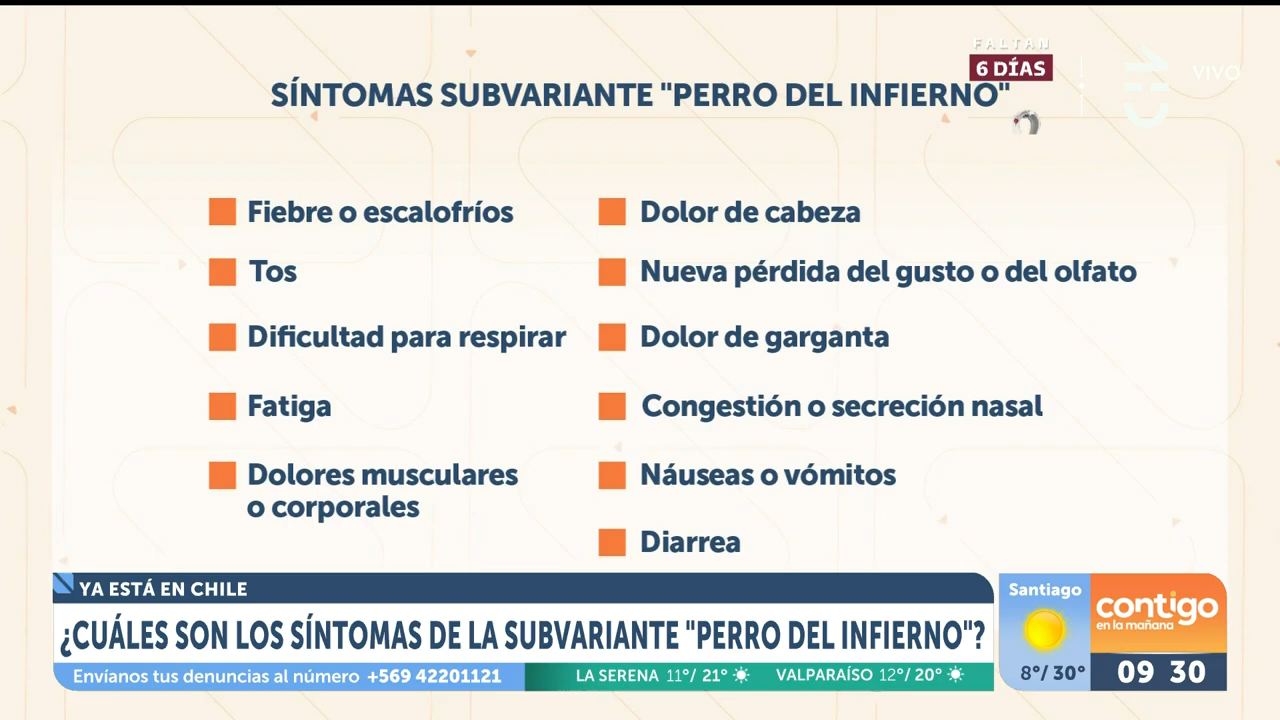 FALTAN
6 DÍAS
CHV
VIVO
SÍNTOMAS SUBVARIANTE "PERRO DEL INFIERNO"
Fiebre o escalofríos
Tos
Dificultad para respirar
Fatiga
Dolores musculares
o corporales
Dolor de cabeza
Nueva pérdida del gusto o del olfato
Dolor de garganta
Congestión o secreción nasal
Náuseas o vómitos
Diarrea
YA ESTÁ EN CHILE
¿CUÁLES SON LOS SÍNTOMAS DE LA SUBVARIANTE "PERRO DEL INFIERNO"?
Envíanos tus denuncias al número +569 42201121
LA SERENA 11°/ 21° VALPARAÍSO 12°/ 20°
Santiago
8°/ 30°
contigo
en la mañana
09 30